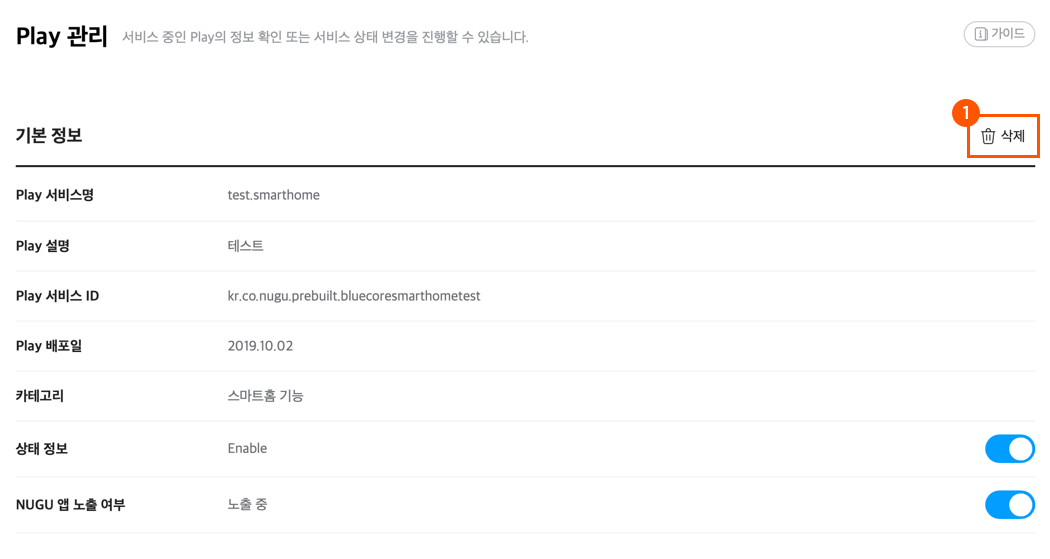 Play 관리 서비스 중인 Play의 정보 확인 또는 서비스 상태 변경을 진행할 수 있습니다. 가이드
1
기본 정보 삭제
Play 서비스명 test.smarthome
Play 설명 테스트
Play 서비스 ID kr.co.nugu.prebuilt.bluecoresmarthometest
Play 배포일 2019.10.02
카테고리 스마트홈 기능
상태 정보 Enable
NUGU 앱 노출 여부 노출 중